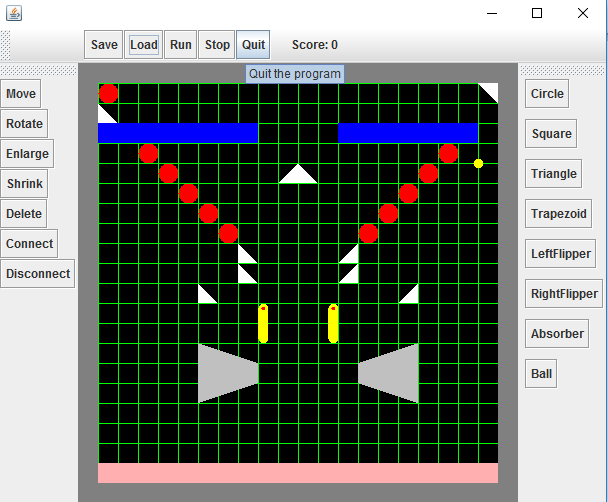 Save Load Run Stop Quit Score: 0
Quit the program
Move
Rotate
Enlarge
Shrink
Delete
Connect
Disconnect
Circle
Square
Triangle
Trapezoid
LeftFlipper
RightFlipper
Absorber
Ball